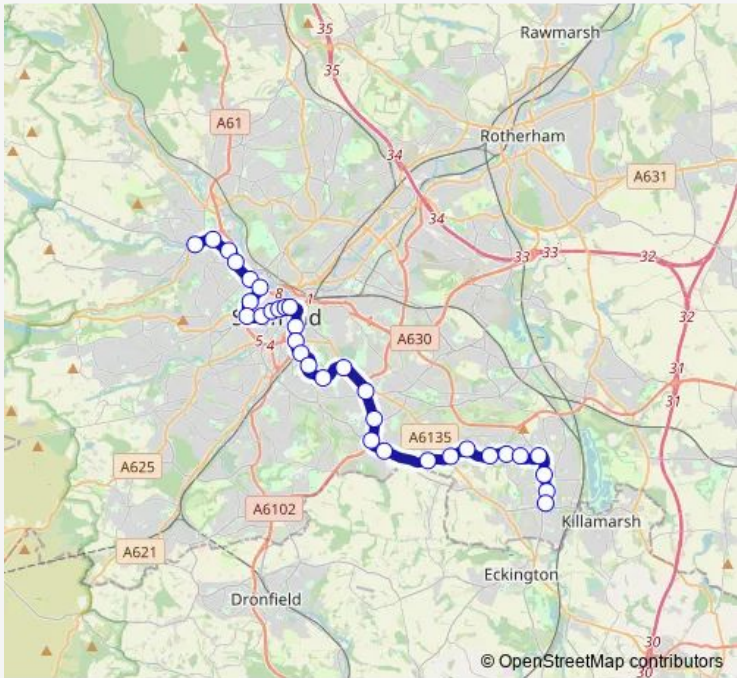 35
Rawmarsh
35
A61
Rotherham
34
A631
34
33
33
32
8
1
32
S
ld
5
4
A630
31
31
A6135
A625
A6102
Killamarsh
A621
Eckington
Dronfield
30
30
© OpenStreetMap contributors